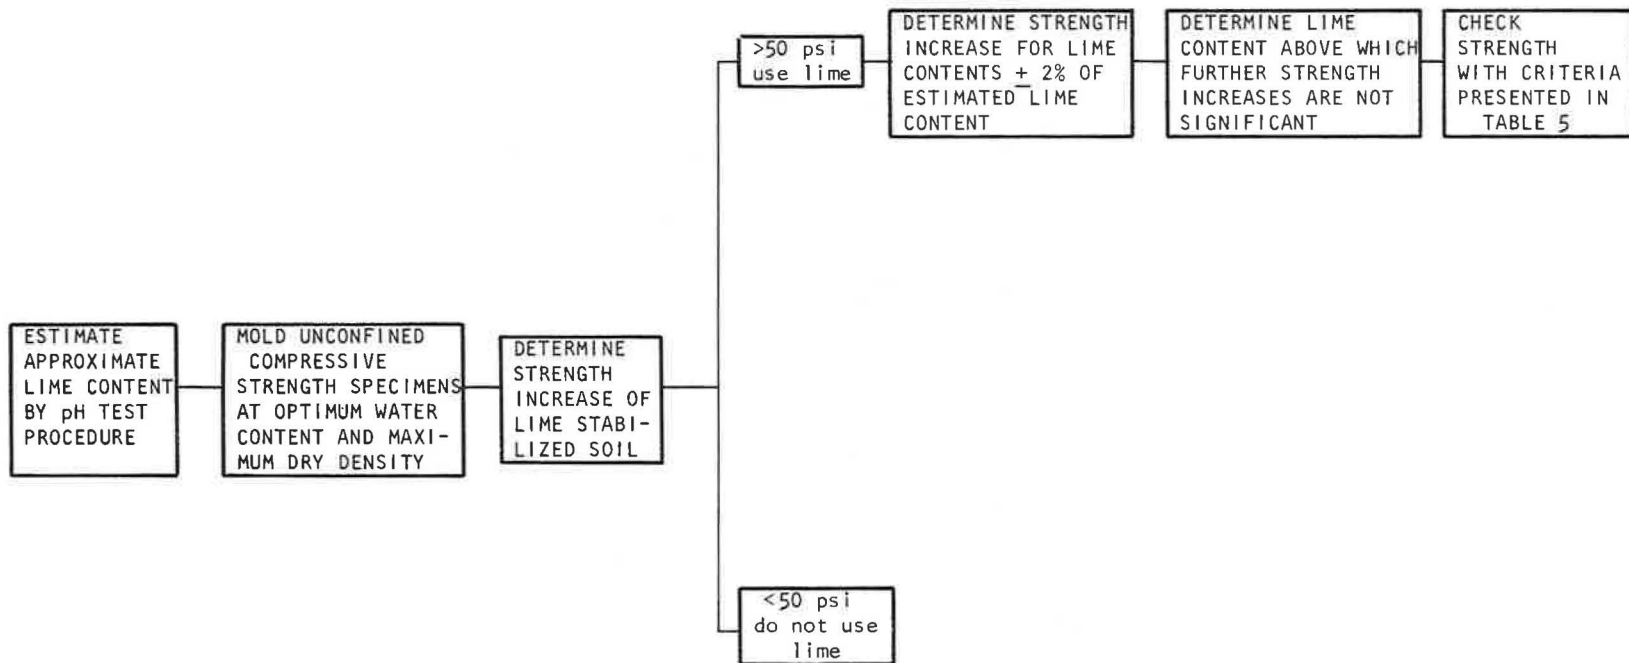 ESTIMATE
APPROXIMATE
LIME CONTENT
BY pH TEST
PROCEDURE
MOLD UNCONFINED
COMPRESSIVE
STRENGTH SPECIMENS
AT OPTIMUM WATER
CONTENT AND MAXI-
MUM DRY DENSITY
DETERMINE
STRENGTH
INCREASE OF
LIME STABI-
LIZED SOIL
>50 psi
use lime
DETERMINE STRENGTH
INCREASE FOR LIME
CONTENTS ± 2% OF
ESTIMATED LIME
CONTENT
DETERMINE LIME
CONTENT ABOVE WHICH
FURTHER STRENGTH
INCREASES ARE NOT
SIGNIFICANT
CHECK
STRENGTH
WITH CRITERIA
PRESENTED IN
TABLE 5
<50 psi
do not use
lime